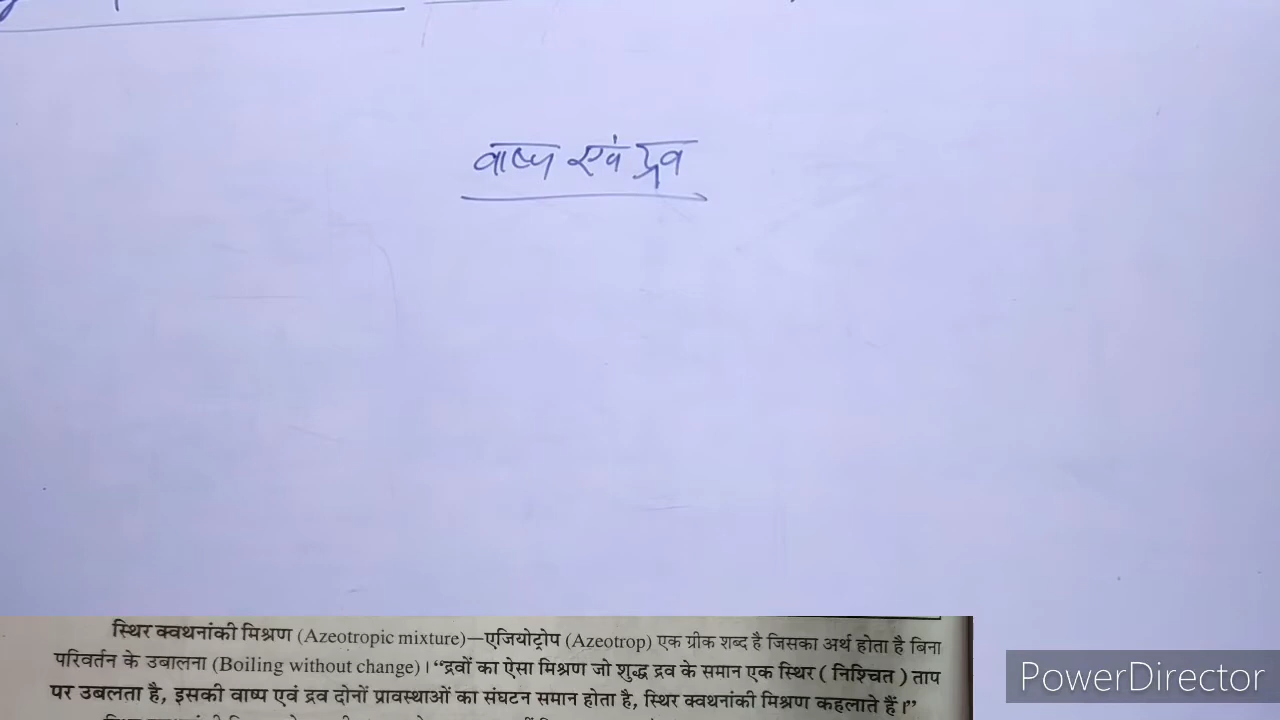 वाष्प एवं द्रव
स्थिर क्वथनांकी मिश्रण (Azeotropic mixture)—एजियोट्रोप (Azeotrop) एक ग्रीक शब्द है जिसका अर्थ होता है बिना
परिवर्तन के उबालना (Boiling without change)। “द्रवों का ऐसा मिश्रण जो शुद्ध द्रव के समान एक स्थिर ( निश्चित ) ताप
पर उबलता है, इसकी वाष्प एवं द्रव दोनों प्रावस्थाओं का संघटन समान होता है, स्थिर क्वथनांकी मिश्रण कहलाते हैं।”
PowerDirector